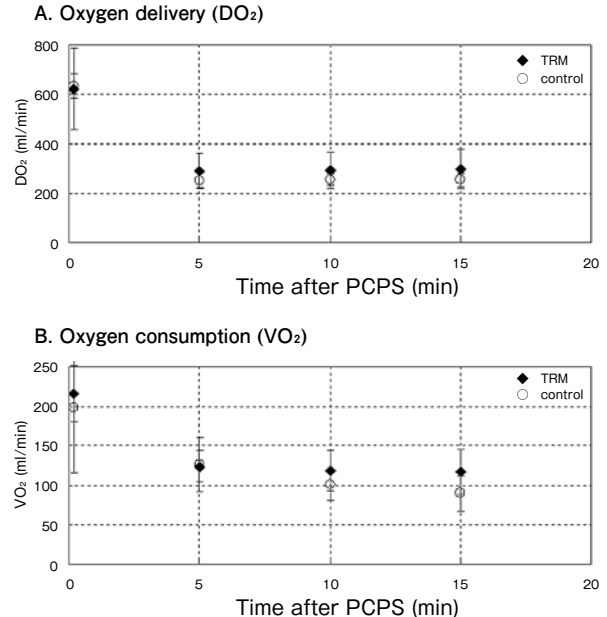 A. Oxygen delivery (DO₂)
800
600
400
200
0
DO₂ (ml/min)
TRM
control
0 5 10 15 20
Time after PCPS (min)
B. Oxygen consumption (VO₂)
250
200
150
100
50
0
VO₂ (ml/min)
TRM
control
0 5 10 15 20
Time after PCPS (min)